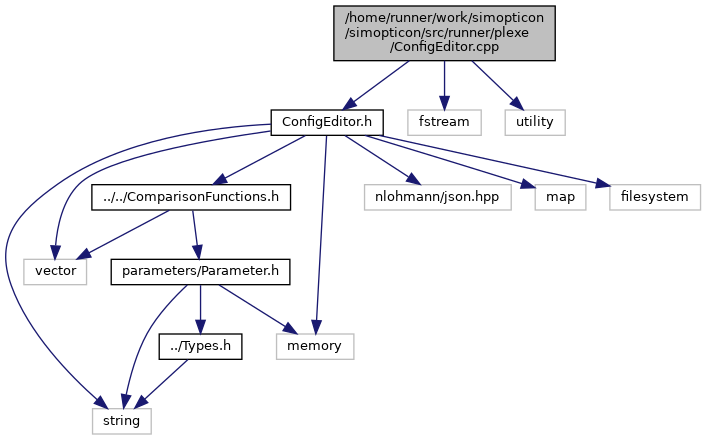 /home/runner/work/simopticon
/simopticon/src/runner/plexe
/ConfigEditor.cpp
ConfigEditor.h
fstream
utility
../../ComparisonFunctions.h
nlohmann/json.hpp
map
filesystem
vector
parameters/Parameter.h
../Types.h
memory
string